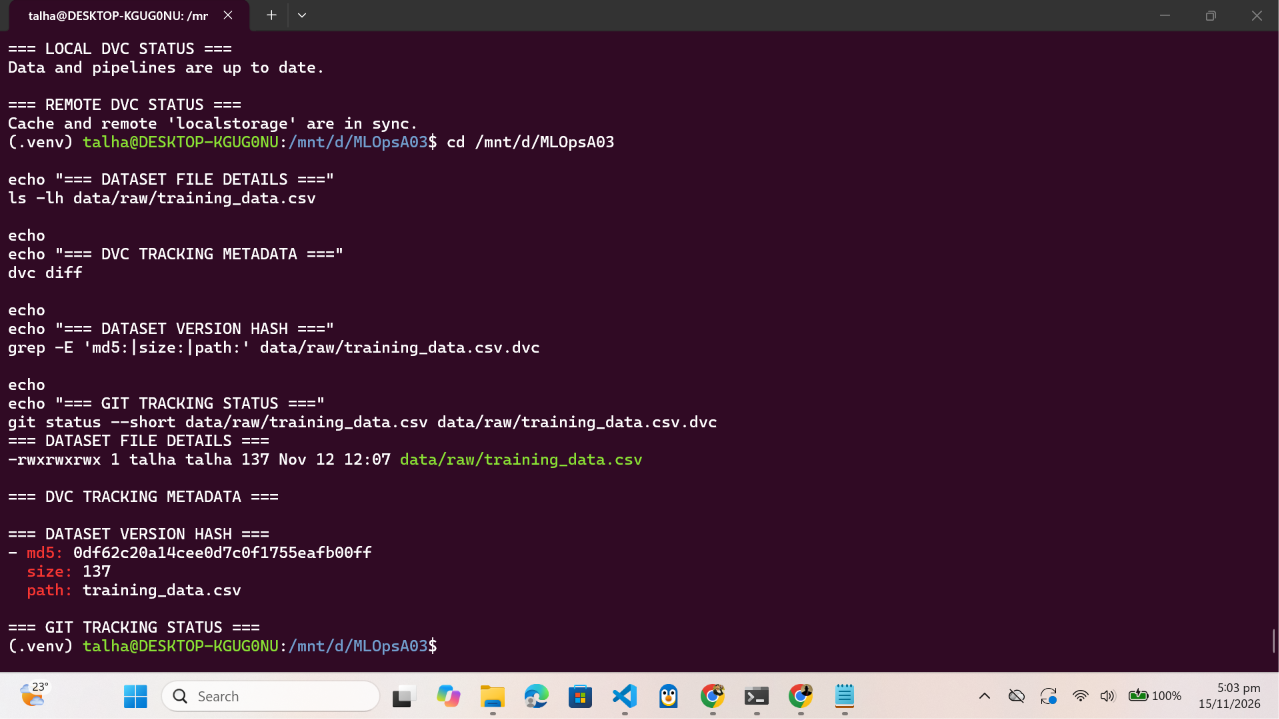 talha@DESKTOP-KGUG0NU: /mr
=== LOCAL DVC STATUS ===
Data and pipelines are up to date.
=== REMOTE DVC STATUS ===
Cache and remote 'localstorage' are in sync.
(.venv) talha@DESKTOP-KGUG0NU:/mnt/d/MLOpsA03$ cd /mnt/d/MLOpsA03
echo "=== DATASET FILE DETAILS ==="
ls -lh data/raw/training_data.csv
echo
echo "=== DVC TRACKING METADATA ==="
dvc diff
echo
echo "=== DATASET VERSION HASH ==="
grep -E 'md5:|size:|path:' data/raw/training_data.csv.dvc
echo
echo "=== GIT TRACKING STATUS ==="
git status --short data/raw/training_data.csv data/raw/training_data.csv.dvc
=== DATASET FILE DETAILS ===
-rwxrwxrwx 1 talha talha 137 Nov 12 12:07 data/raw/training_data.csv
=== DVC TRACKING METADATA ===
=== DATASET VERSION HASH ===
- md5: 0df62c20a14cee0d7c0f1755eafb00ff
size: 137
path: training_data.csv
=== GIT TRACKING STATUS ===
(.venv) talha@DESKTOP-KGUG0NU:/mnt/d/MLOpsA03$
23°
Search
100%
5:03 pm
15/11/2026